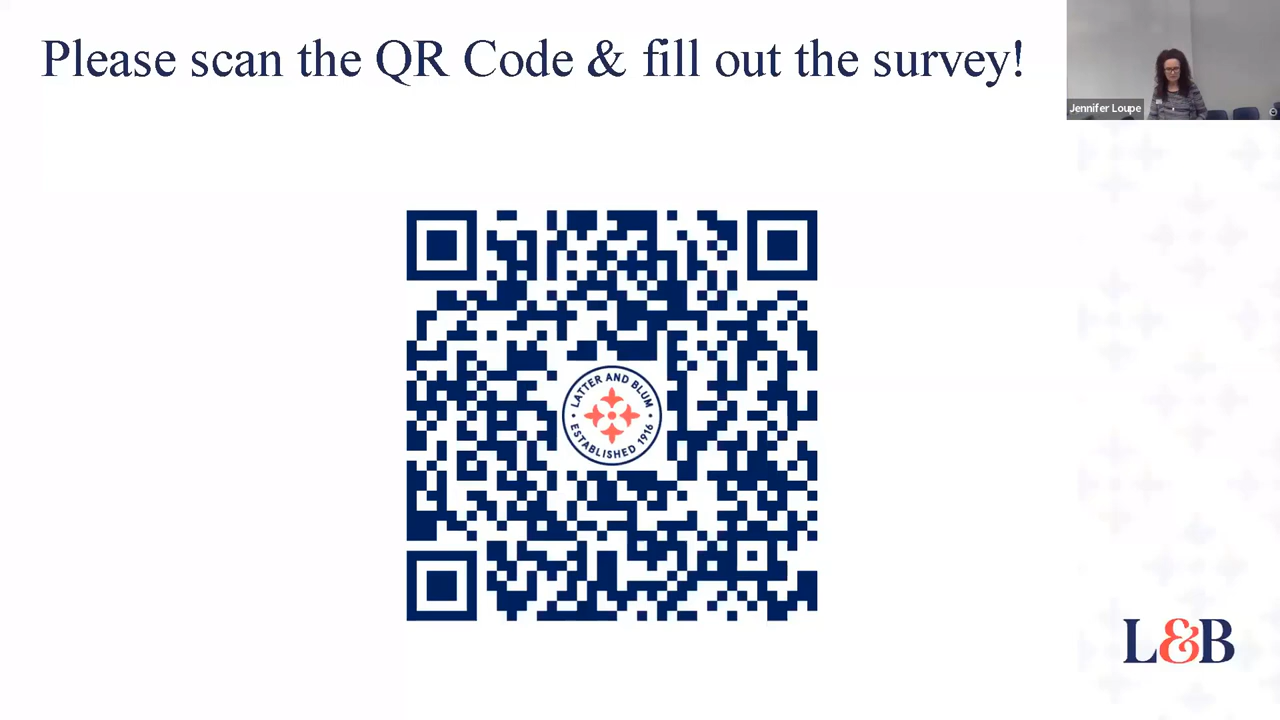 Please scan the QR Code & fill out the survey!
Jennifer Loupe
LATTER AND BLUM
ESTABLISHED 1916
L&B